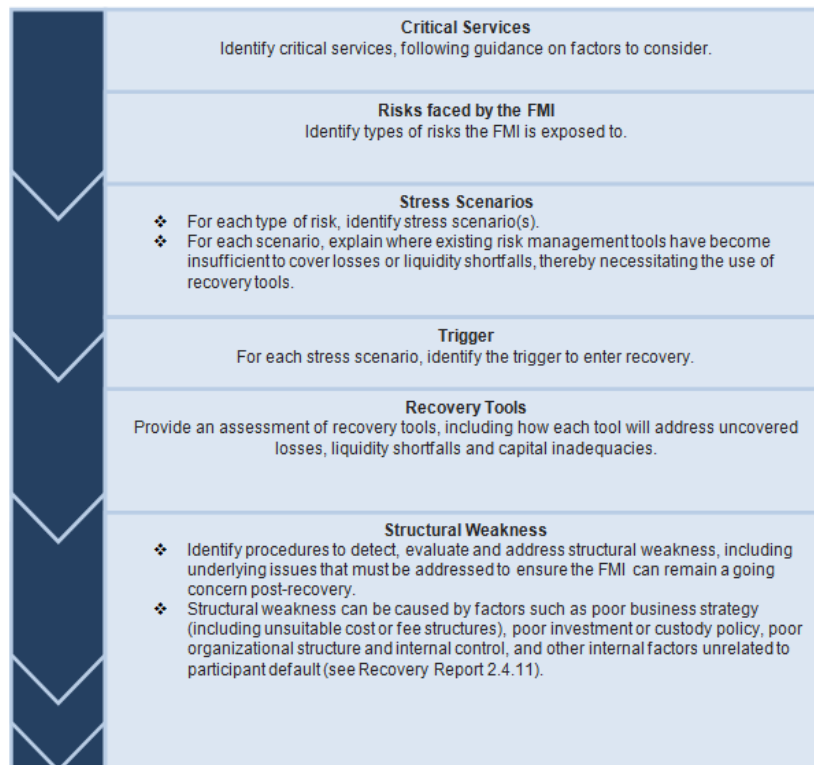 Critical Services
Identify critical services, following guidance on factors to consider.
Risks faced by the FMI
Identify types of risks the FMI is exposed to.
Stress Scenarios
❖ For each type of risk, identify stress scenario(s).
❖ For each scenario, explain where existing risk management tools have become
insufficient to cover losses or liquidity shortfalls, thereby necessitating the use of
recovery tools.
Trigger
For each stress scenario, identify the trigger to enter recovery.
Recovery Tools
Provide an assessment of recovery tools, including how each tool will address uncovered
losses, liquidity shortfalls and capital inadequacies.
Structural Weakness
❖ Identify procedures to detect, evaluate and address structural weakness, including
underlying issues that must be addressed to ensure the FMI can remain a going
concern post-recovery.
❖ Structural weakness can be caused by factors such as poor business strategy
(including unsuitable cost or fee structures), poor investment or custody policy, poor
organizational structure and internal control, and other internal factors unrelated to
participant default (see Recovery Report 2.4.11).